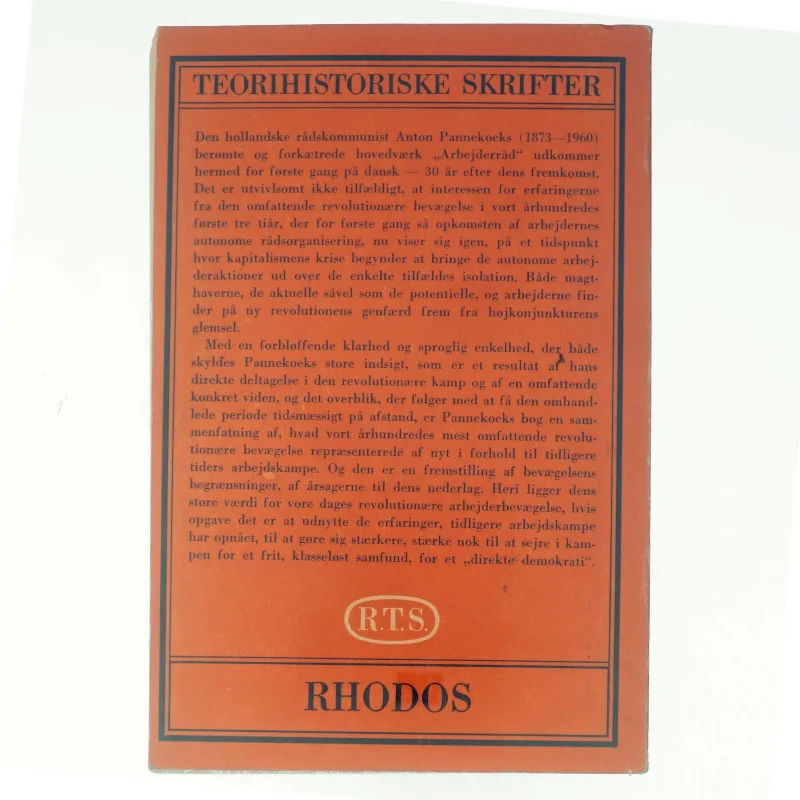 TEORIHISTORISKE SKRIFTER
Den hollandske rådskommunist Anton Pannekoeks (1873—1960)
berømte og forkætrede hovedværk „Arbejderråd“ udkommer
hermed for første gang på dansk — 30 år efter dens fremkomst.
Det er utvivlsomt ikke tilfældigt, at interessen for erfaringerne
fra den omfattende revolutionære bevægelse i vort århundredes
første tre tiår, der for første gang så opkomsten af arbejdernes
autonome rådsorganisering, nu viser sig igen, på et tidspunkt
hvor kapitalismens krise begynder at bringe de autonome arbej-
deraktioner ud over de enkelte tilfældes isolation. Både magt-
haverne, de aktuelle såvel som de potentielle, og arbejderne fin-
der på ny revolutionens genfærd frem fra højkonjunkturens
glemsel.
Med en forbløffende klarhed og sproglig enkelhed, der både
skyldes Pannekoeks store indsigt, som er et resultat af hans
direkte deltagelse i den revolutionære kamp og af en omfattende
konkret viden, og det overblik, der følger med at få den omhand-
lede periode tidsmæssigt på afstand, er Pannekoeks bog en sam-
menfatning af, hvad vort århundredes mest omfattende revolu-
tionære bevægelse repræsenterede af nyt i forhold til tidligere
tiders arbejdskampe. Og den er en fremstilling af bevægelsens
begrænsninger, af årsagerne til dens nederlag. Heri ligger dens
store værdi for vore dages revolutionære arbejderbevægelse, hvis
opgave det er at udnytte de erfaringer, tidligere arbejdskampe
har opnået, til at gøre sig stærkere, stærke nok til at sejre i kam-
pen for et frit, klasseløst samfund, for et „direkte demokrati“.
R.T.S.
RHODOS